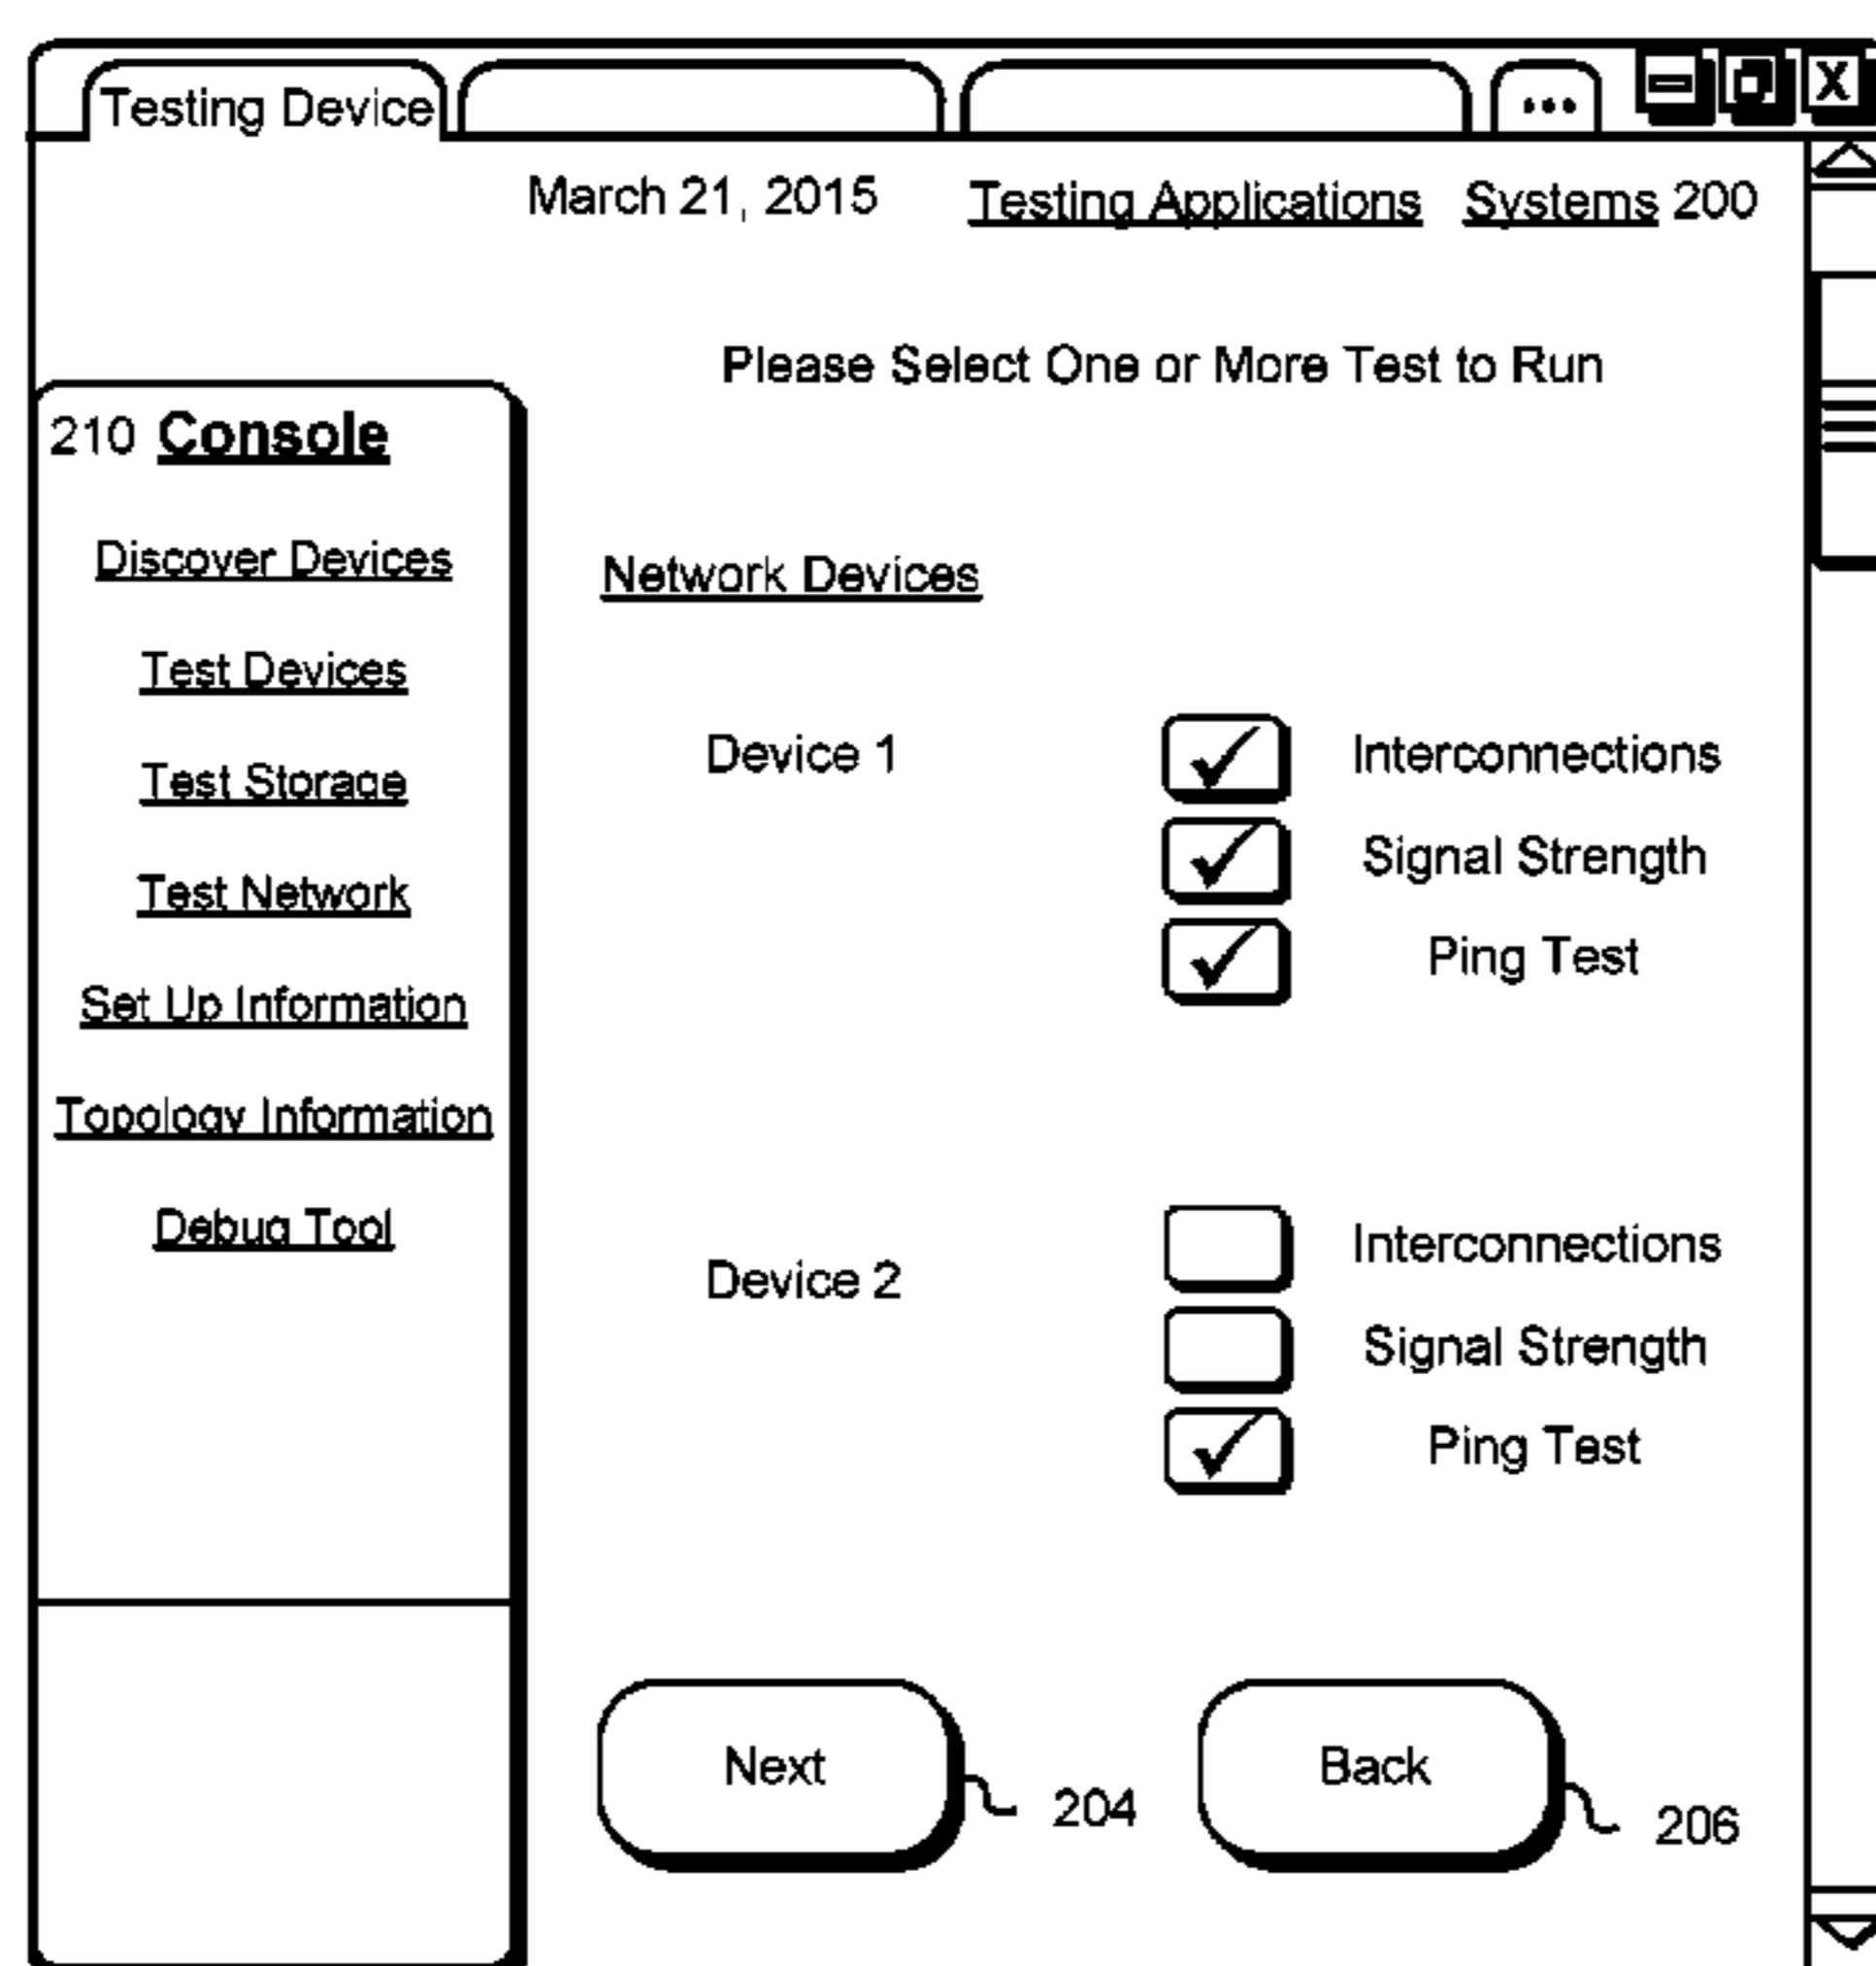 Testing Device
...
X
March 21, 2015 Testing Applications Systems 200
Please Select One or More Test to Run
210 Console
Discover Devices
Test Devices
Test Storage
Test Network
Set Up Information
Topology Information
Debug Tool
Network Devices
Device 1
Interconnections
Signal Strength
Ping Test
Device 2
Interconnections
Signal Strength
Ping Test
Next 204
Back 206